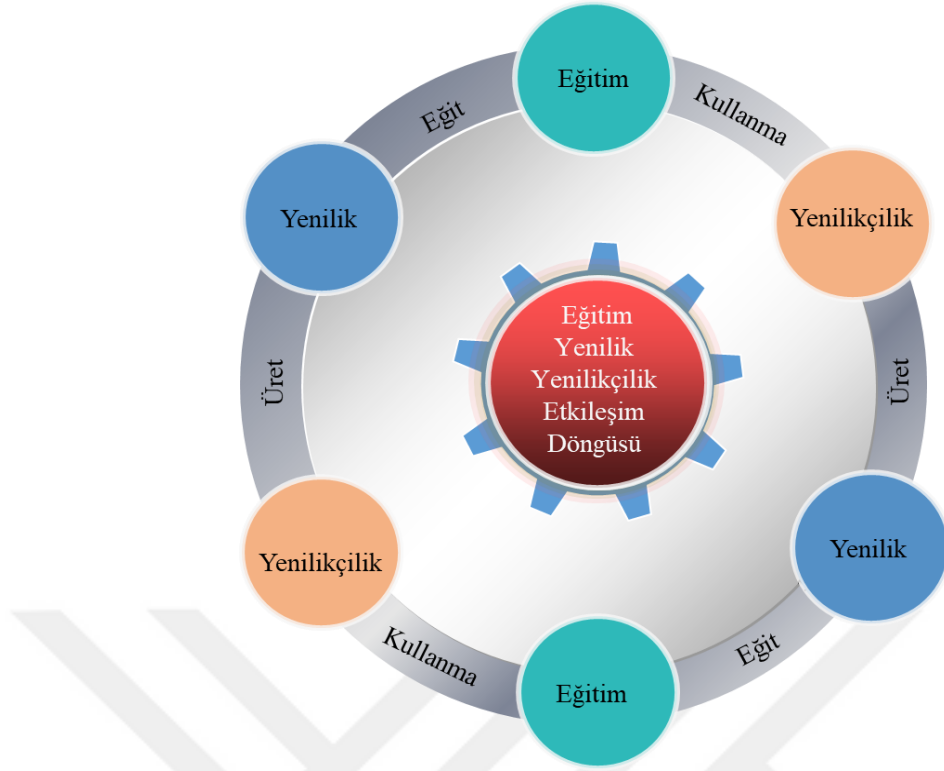 Eğitim
Kullanma
Eğit
Yenilik
Yenilikçilik
Eğitim
Yenilik
Yenilikçilik
Etkileşim
Döngüsü
Üret
Üret
Yenilikçilik
Yenilik
Kullanma
Eğit
Eğitim